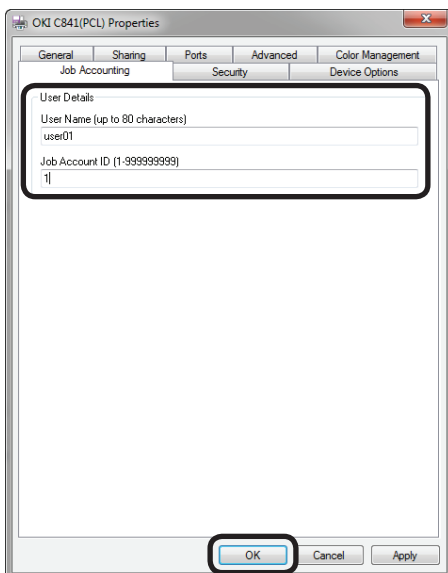 OKI C841(PCL) Properties
General Sharing Ports Advanced Color Management
Job Accounting Security Device Options
User Details
User Name (up to 80 characters)
user01
Job Account ID (1-999999999)
1
OK Cancel Apply